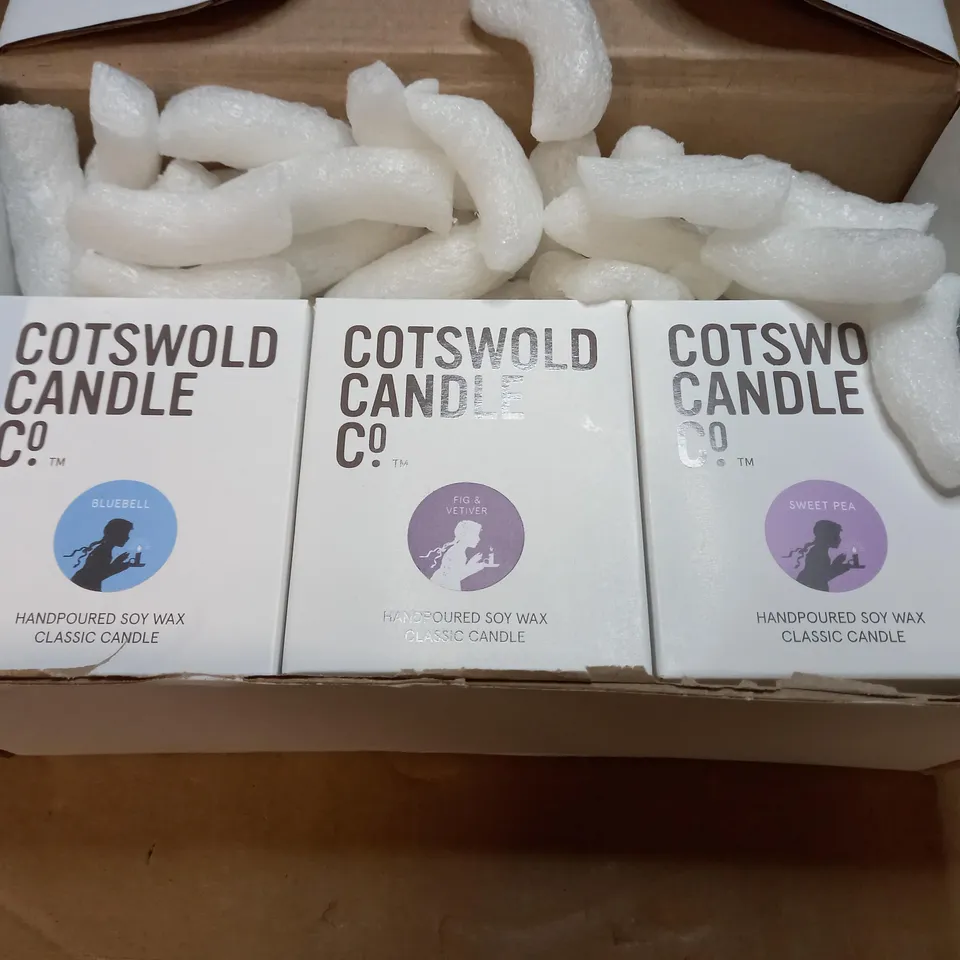 COTSWOLD
CANDLE
Cº.™
BLUEBELL
HANDPOURED SOY WAX
CLASSIC CANDLE
COTSWOLD
CANDLE
Cº.™
FIG &
VETIVER
HANDPOURED SOY WAX
CLASSIC CANDLE
COTSWO
CANDLE
Cº.™
SWEET PEA
HANDPOURED SOY WAX
CLASSIC CANDLE